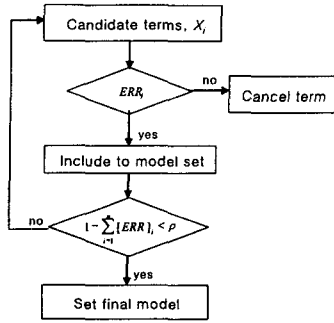 Candidate terms, Xi
ERRi
no
Cancel term
yes
Include to model set
no
1 - ∑ i=1 n [ERR]i < ρ
yes
Set final model